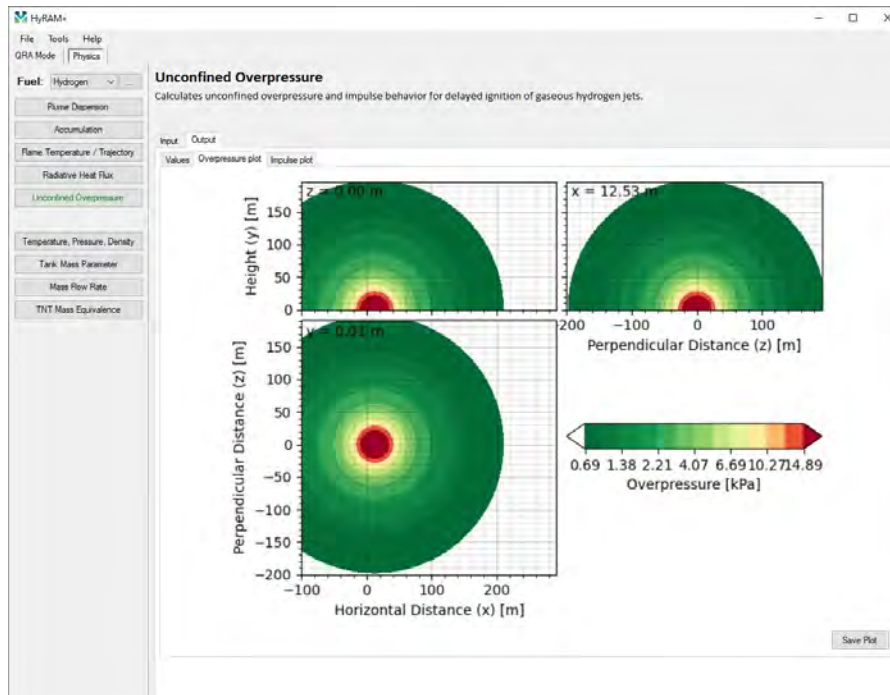 HyRAM+
File Tools Help
QRA Mode Physics
Fuel: Hydrogen ...
Plume Dispersion
Accumulation
Flame Temperature / Trajectory
Radiative Heat Flux
Unconfined Overpressure
Temperature, Pressure, Density
Tank Mass Parameter
Mass Flow Rate
TNT Mass Equivalence
Unconfined Overpressure
Calculates unconfined overpressure and impulse behavior for delayed ignition of gaseous hydrogen jets.
Input Output
Values Overpressure plot Impulse plot
z = 0.00 m
Height (y) [m]
150
100
50
0
x = 12.53 m
−200 −100 0 100
Perpendicular Distance (z) [m]
y = 0.01 m
Perpendicular Distance (z) [m]
150
100
50
0
−50
−100
−150
−200
−100 0 100 200
Horizontal Distance (x) [m]
0.69 1.38 2.21 4.07 6.69 10.27 14.89
Overpressure [kPa]
Save Plot